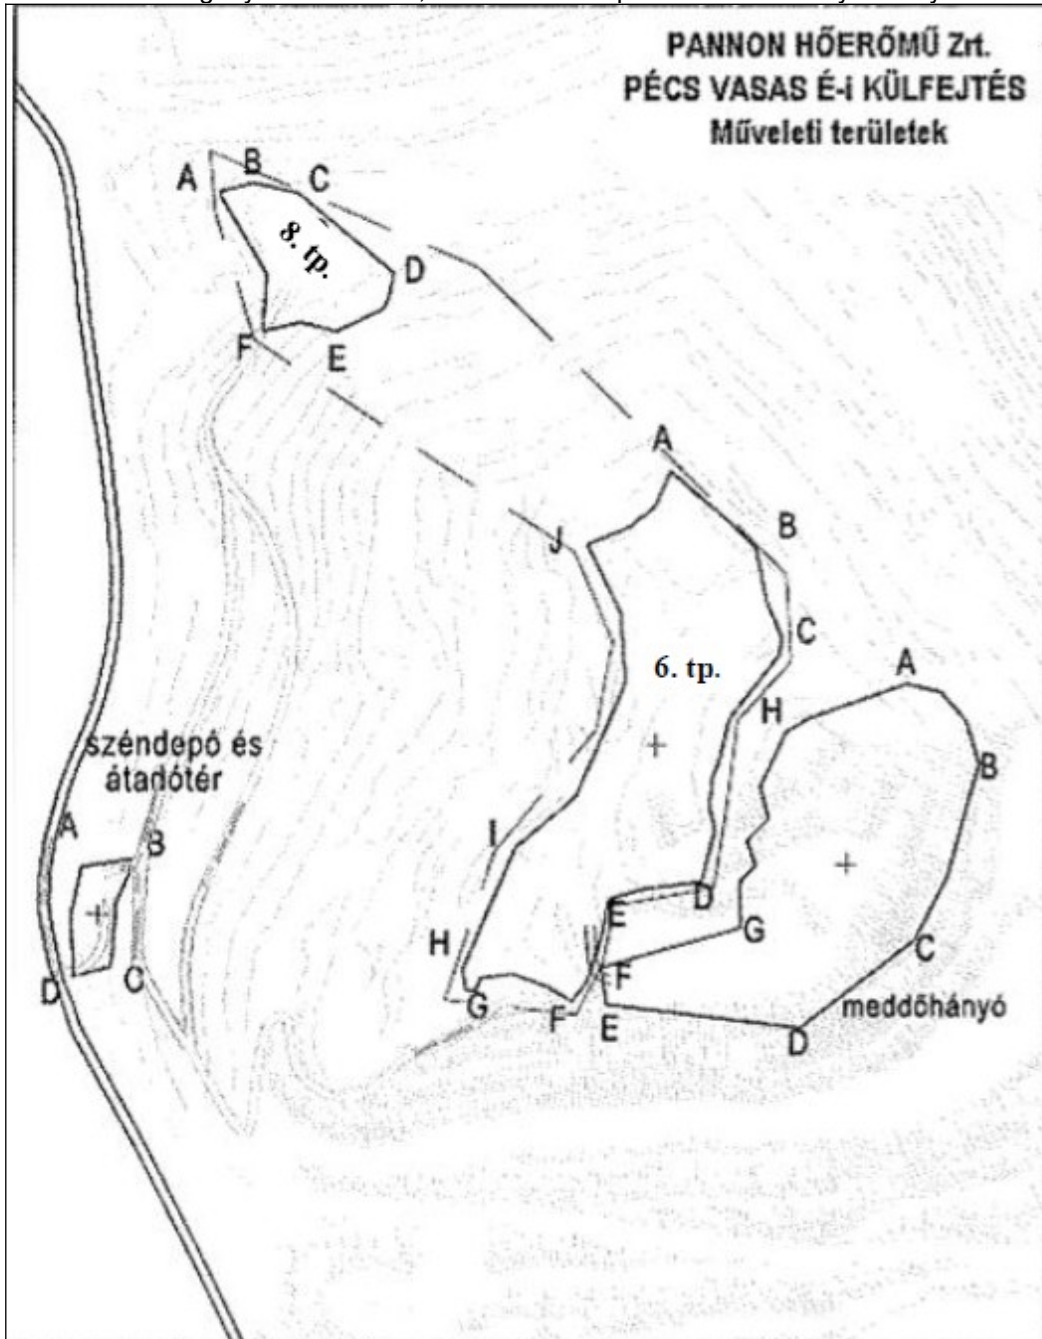 PANNON HŐERŐMŰ Zrt.
PÉCS VASAS É-i KÜLFEJTÉS
Műveleti területek
A
B
C
8. tp.
D
F
E
A
B
J
C
6. tp.
A
H
B
széndepó és
átadótér
A
B
I
D
E
G
H
C
D
C
F
G
F
E
meddőhányó
D